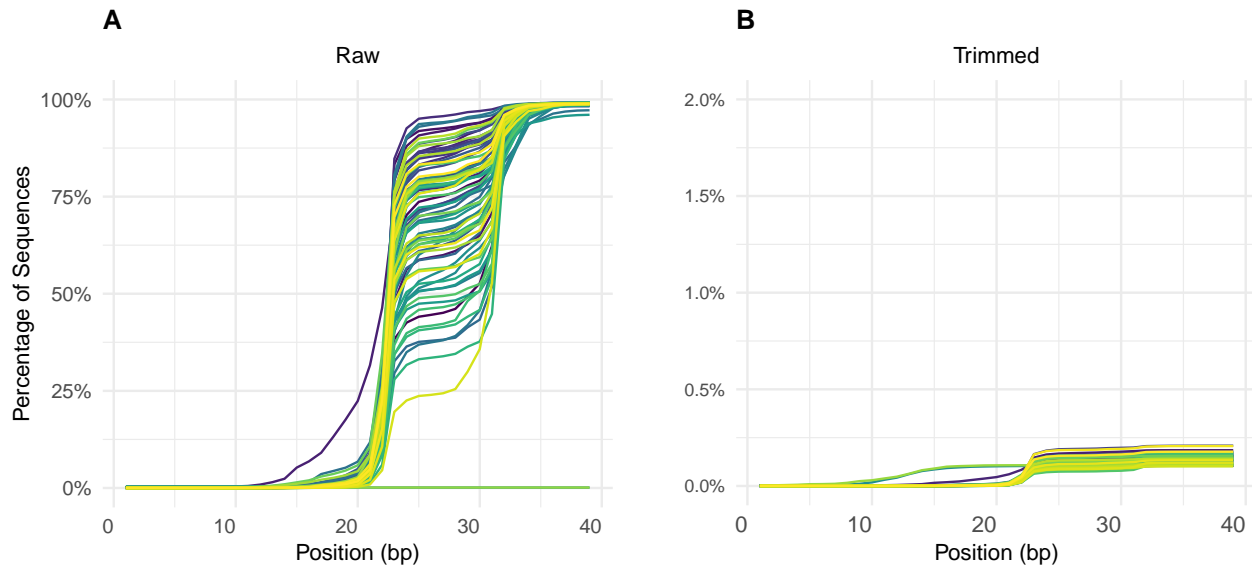 A
B
Raw
Trimmed
Percentage of Sequences
100%
75%
50%
25%
0%
0 10 20 30 40
Position (bp)
2.0%
1.5%
1.0%
0.5%
0.0%
0 10 20 30 40
Position (bp)